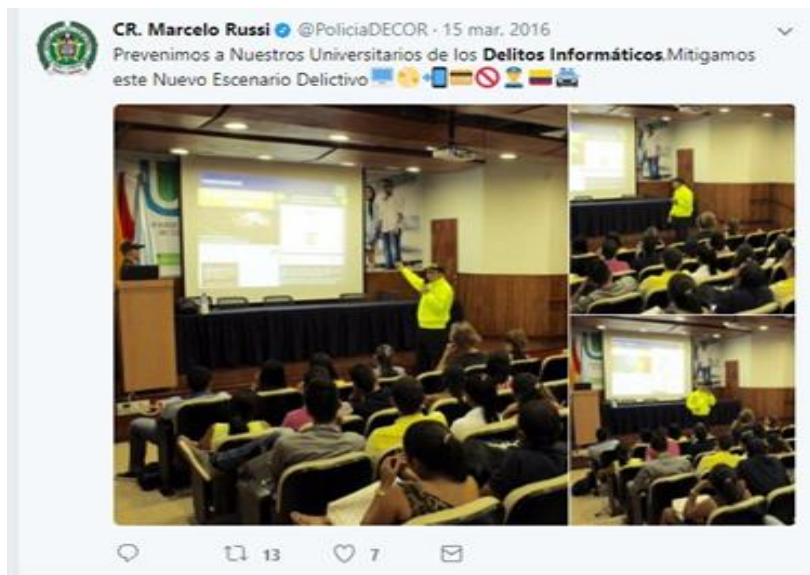 CR. Marcelo Russi @PoliciaDECOR · 15 mar. 2016
Prevenimos a Nuestros Universitarios de los Delitos Informáticos.Mitigamos
este Nuevo Escenario Delictivo
13
7